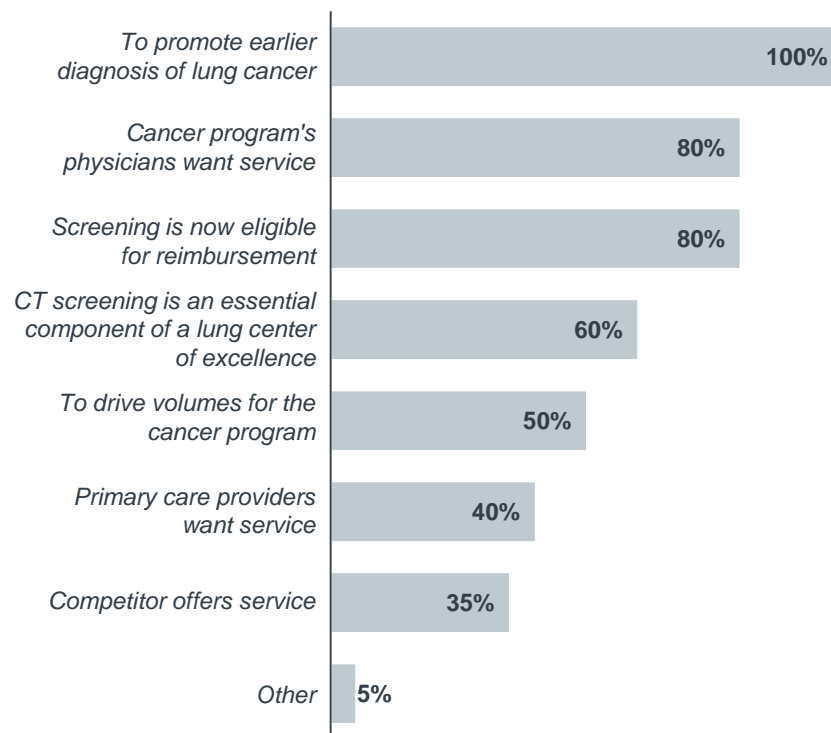 To promote earlier
diagnosis of lung cancer
100%
Cancer program's
physicians want service
80%
Screening is now eligible
for reimbursement
80%
CT screening is an essential
component of a lung center
of excellence
60%
To drive volumes for the
cancer program
50%
Primary care providers
want service
40%
Competitor offers service
35%
Other
5%